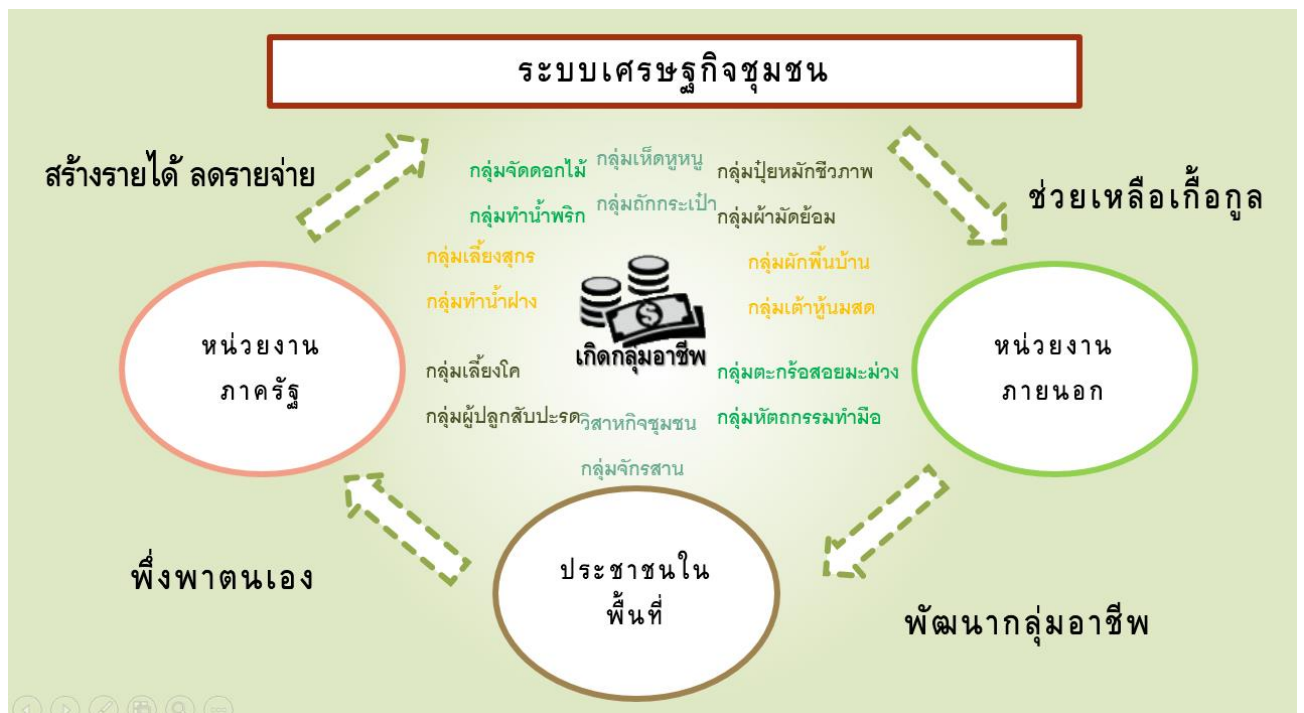 ระบบเศรษฐกิจชุมชน
สร้างรายได้ ลดรายจ่าย
ช่วยเหลือเกื้อกูล
กลุ่มจัดดอกไม้
กลุ่มทำน้ำพริก
กลุ่มเห็ดหูหนู
กลุ่มถักกระเป๋า
กลุ่มปุ๋ยหมักชีวภาพ
กลุ่มผ้ามัดย้อม
กลุ่มเลี้ยงสุกร
กลุ่มทำน้ำฝาง
กลุ่มผักพื้นบ้าน
กลุ่มเต้าหู้นมสด
เกิดกลุ่มอาชีพ
หน่วยงาน
ภาครัฐ
หน่วยงาน
ภายนอก
กลุ่มเลี้ยงโค
กลุ่มผู้ปลูกสับปะรด
วิสาหกิจชุมชน
กลุ่มจักรสาน
กลุ่มตะกร้อสอยมะม่วง
กลุ่มหัตถกรรมทำมือ
ประชาชนใน
พื้นที่
พึ่งพาตนเอง
พัฒนากลุ่มอาชีพ